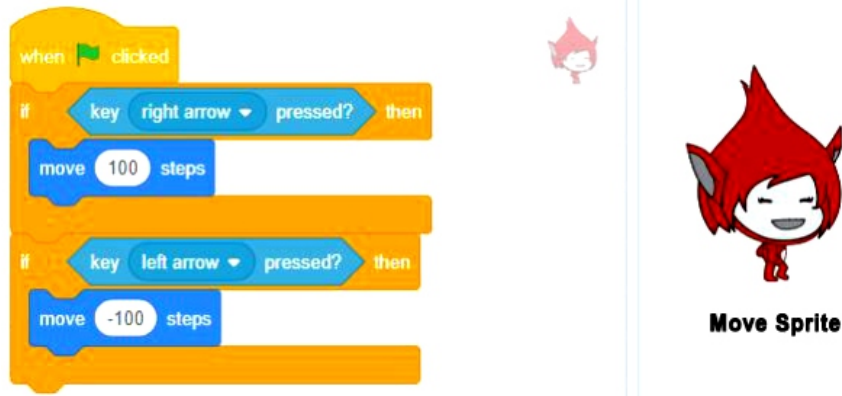 when clicked
if key right arrow pressed? then
move 100 steps
if key left arrow pressed? then
move -100 steps
Move Sprite